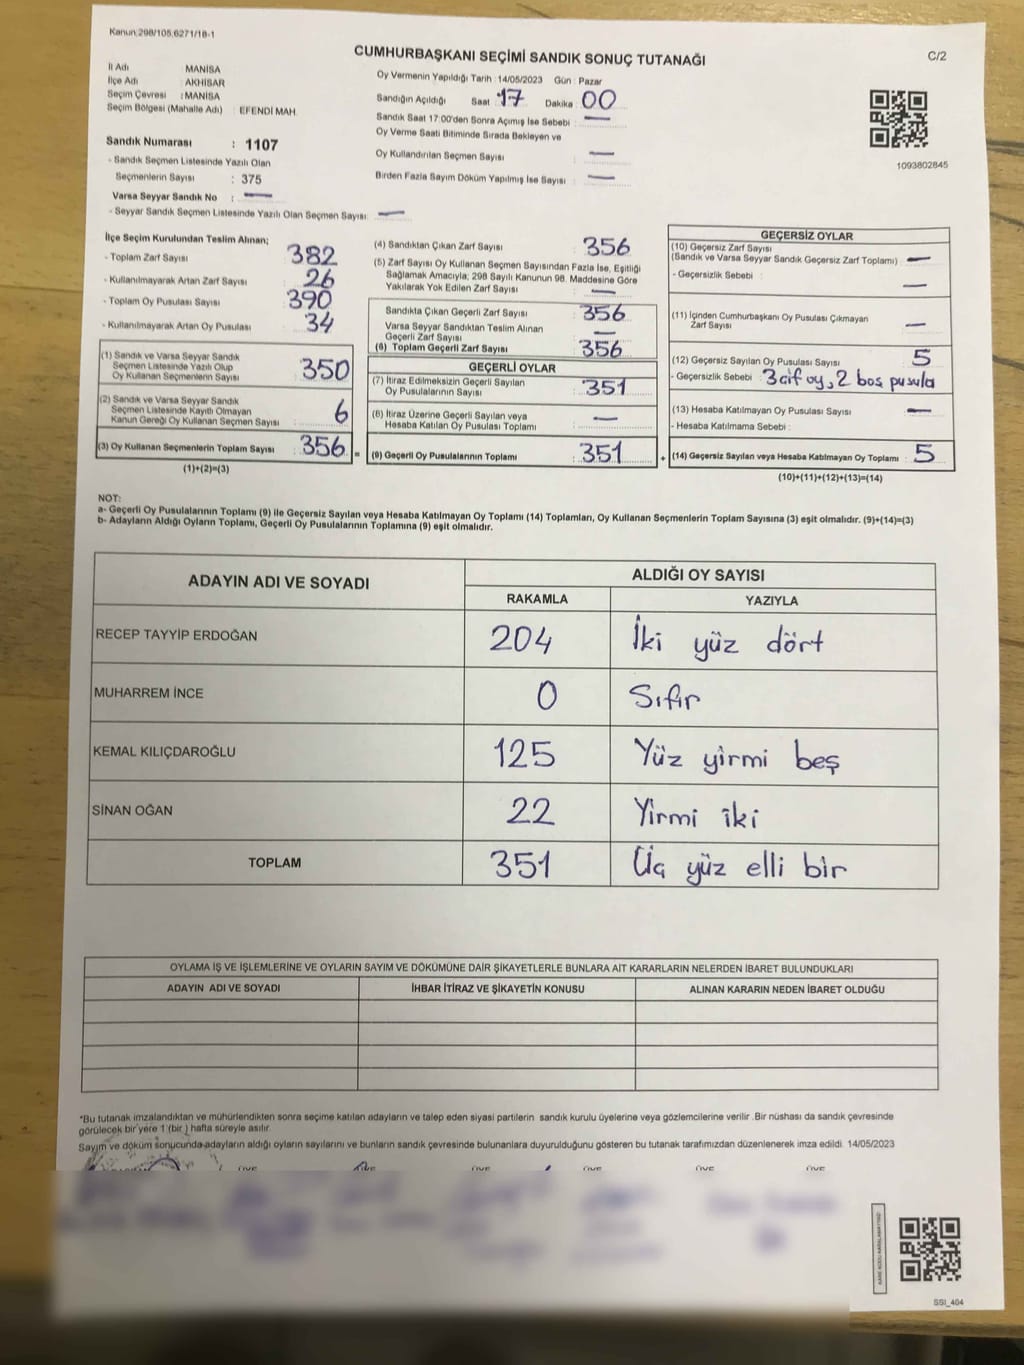 Kanun:298/105,6271/18-1
CUMHURBAŞKANI SEÇİMİ SANDIK SONUÇ TUTANAĞI
C/2
İl Adı MANİSA
İlçe Adı : AKHİSAR
Seçim Çevresi : MANİSA
Seçim Bölgesi (Mahalle Adı) : EFENDİ MAH.
Oy Vermenin Yapıldığı Tarih : 14/05/2023 Gün : Pazar
Sandığın Açıldığı Saat 17 Dakika : 00
Sandık Saat 17:00'den Sonra Açmış İse Sebebi : —
Oy Verme Saati Bitiminde Sırada Bekleyen ve
Oy Kullandırılan Seçmen Sayısı : —
Birden Fazla Sayım Döküm Yapılmış İse Sayısı : —
1093802845
Sandık Numarası : 1107
- Sandık Seçmen Listesinde Yazılı Olan
Seçmenlerin Sayısı : 375
Varsa Seyyar Sandık No : —
- Seyyar Sandık Seçmen Listesinde Yazılı Olan Seçmen Sayısı: —
İlçe Seçim Kurulundan Teslim Alınan;
- Toplam Zarf Sayısı : 382
- Kullanılmayarak Artan Zarf Sayısı : 26
- Toplam Oy Pusulası Sayısı : 390
- Kullanılmayarak Artan Oy Pusulası : 34
(1) Sandık ve Varsa Seyyar Sandık
Seçmen Listesinde Yazılı Olup
Oy Kullanan Seçmenlerin Sayısı : 350
(2) Sandık ve Varsa Seyyar Sandık
Seçmen Listesinde Kayıtlı Olmayan
Kanun Gereği Oy Kullanan Seçmen Sayısı : 6
(3) Oy Kullanan Seçmenlerin Toplam Sayısı : 356 =
(1)+(2)=(3)
(4) Sandıktan Çıkan Zarf Sayısı : 356
(5) Zarf Sayısı Oy Kullanan Seçmen Sayısından Fazla İse, Eşitliği
Sağlamak Amacıyla; 298 Sayılı Kanunun 98. Maddesine Göre
Yakılarak Yok Edilen Zarf Sayısı : —
Sandıkta Çıkan Geçerli Zarf Sayısı : 356
Varsa Seyyar Sandıktan Teslim Alınan
Geçerli Zarf Sayısı : —
(6) Toplam Geçerli Zarf Sayısı : 356
GEÇERLİ OYLAR
(7) İtiraz Edilmeksizin Geçerli Sayılan
Oy Pusulalarının Sayısı : 351
(8) İtiraz Üzerine Geçerli Sayılan veya
Hesaba Katılan Oy Pusulası Toplamı : —
(9) Geçerli Oy Pusulalarının Toplamı : 351 +
GEÇERSİZ OYLAR
(10) Geçersiz Zarf Sayısı
(Sandık ve Varsa Seyyar Sandık Geçersiz Zarf Toplamı) : —
- Geçersizlik Sebebi : —
(11) İçinden Cumhurbaşkanı Oy Pusulası Çıkmayan
Zarf Sayısı : —
(12) Geçersiz Sayılan Oy Pusulası Sayısı : 5
- Geçersizlik Sebebi : 3 çift oy, 2 boş pusula
(13) Hesaba Katılmayan Oy Pusulası Sayısı : —
- Hesaba Katılmama Sebebi :
(14) Geçersiz Sayılan veya Hesaba Katılmayan Oy Toplamı : 5
(10)+(11)+(12)+(13)=(14)
NOT:
a- Geçerli Oy Pusulalarının Toplamı (9) ile Geçersiz Sayılan veya Hesaba Katılmayan Oy Toplamı (14) Toplamları, Oy Kullanan Seçmenlerin Toplam Sayısına (3) eşit olmalıdır. (9)+(14)=(3)
b- Adayların Aldığı Oyların Toplamı, Geçerli Oy Pusulalarının Toplamına (9) eşit olmalıdır.
ADAYIN ADI VE SOYADI ALDIĞI OY SAYISI
RAKAMLA YAZIYLA
RECEP TAYYİP ERDOĞAN 204 İki yüz dört
MUHARREM İNCE 0 Sıfır
KEMAL KILIÇDAROĞLU 125 Yüz yirmi beş
SİNAN OĞAN 22 Yirmi iki
TOPLAM 351 Üç yüz elli bir
OYLAMA İŞ VE İŞLEMLERİNE VE OYLARIN SAYIM VE DÖKÜMÜNE DAİR ŞİKAYETLERLE BUNLARA AİT KARARLARIN NELERDEN İBARET BULUNDUKLARI
ADAYIN ADI VE SOYADI İHBAR İTİRAZ VE ŞİKAYETİN KONUSU ALINAN KARARIN NEDEN İBARET OLDUĞU
*Bu tutanak imzalandıktan ve mühürlendikten sonra seçime katılan adayların ve talep eden siyasi partilerin sandık kurulu üyelerine veya gözlemcilerine verilir .Bir nüshası da sandık çevresinde
görülecek bir yere 1 (bir ) hafta süreyle asılır.
Sayım ve döküm sonucunda adayların aldığı oyların sayılarını ve bunların sandık çevresinde bulunanlara duyurulduğunu gösteren bu tutanak tarafımızdan düzenlenerek imza edildi. 14/05/2023
SSI_404